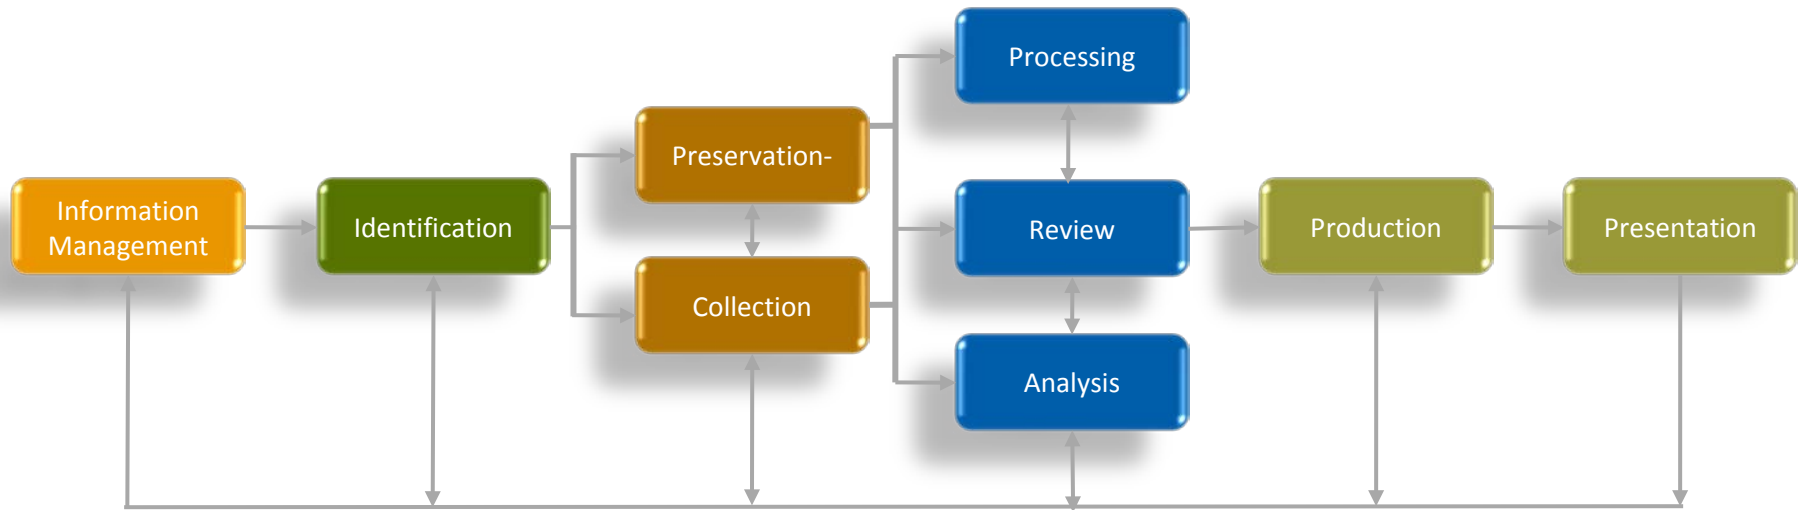 Information
Management
Identification
Preservation-
Collection
Processing
Review
Analysis
Production
Presentation